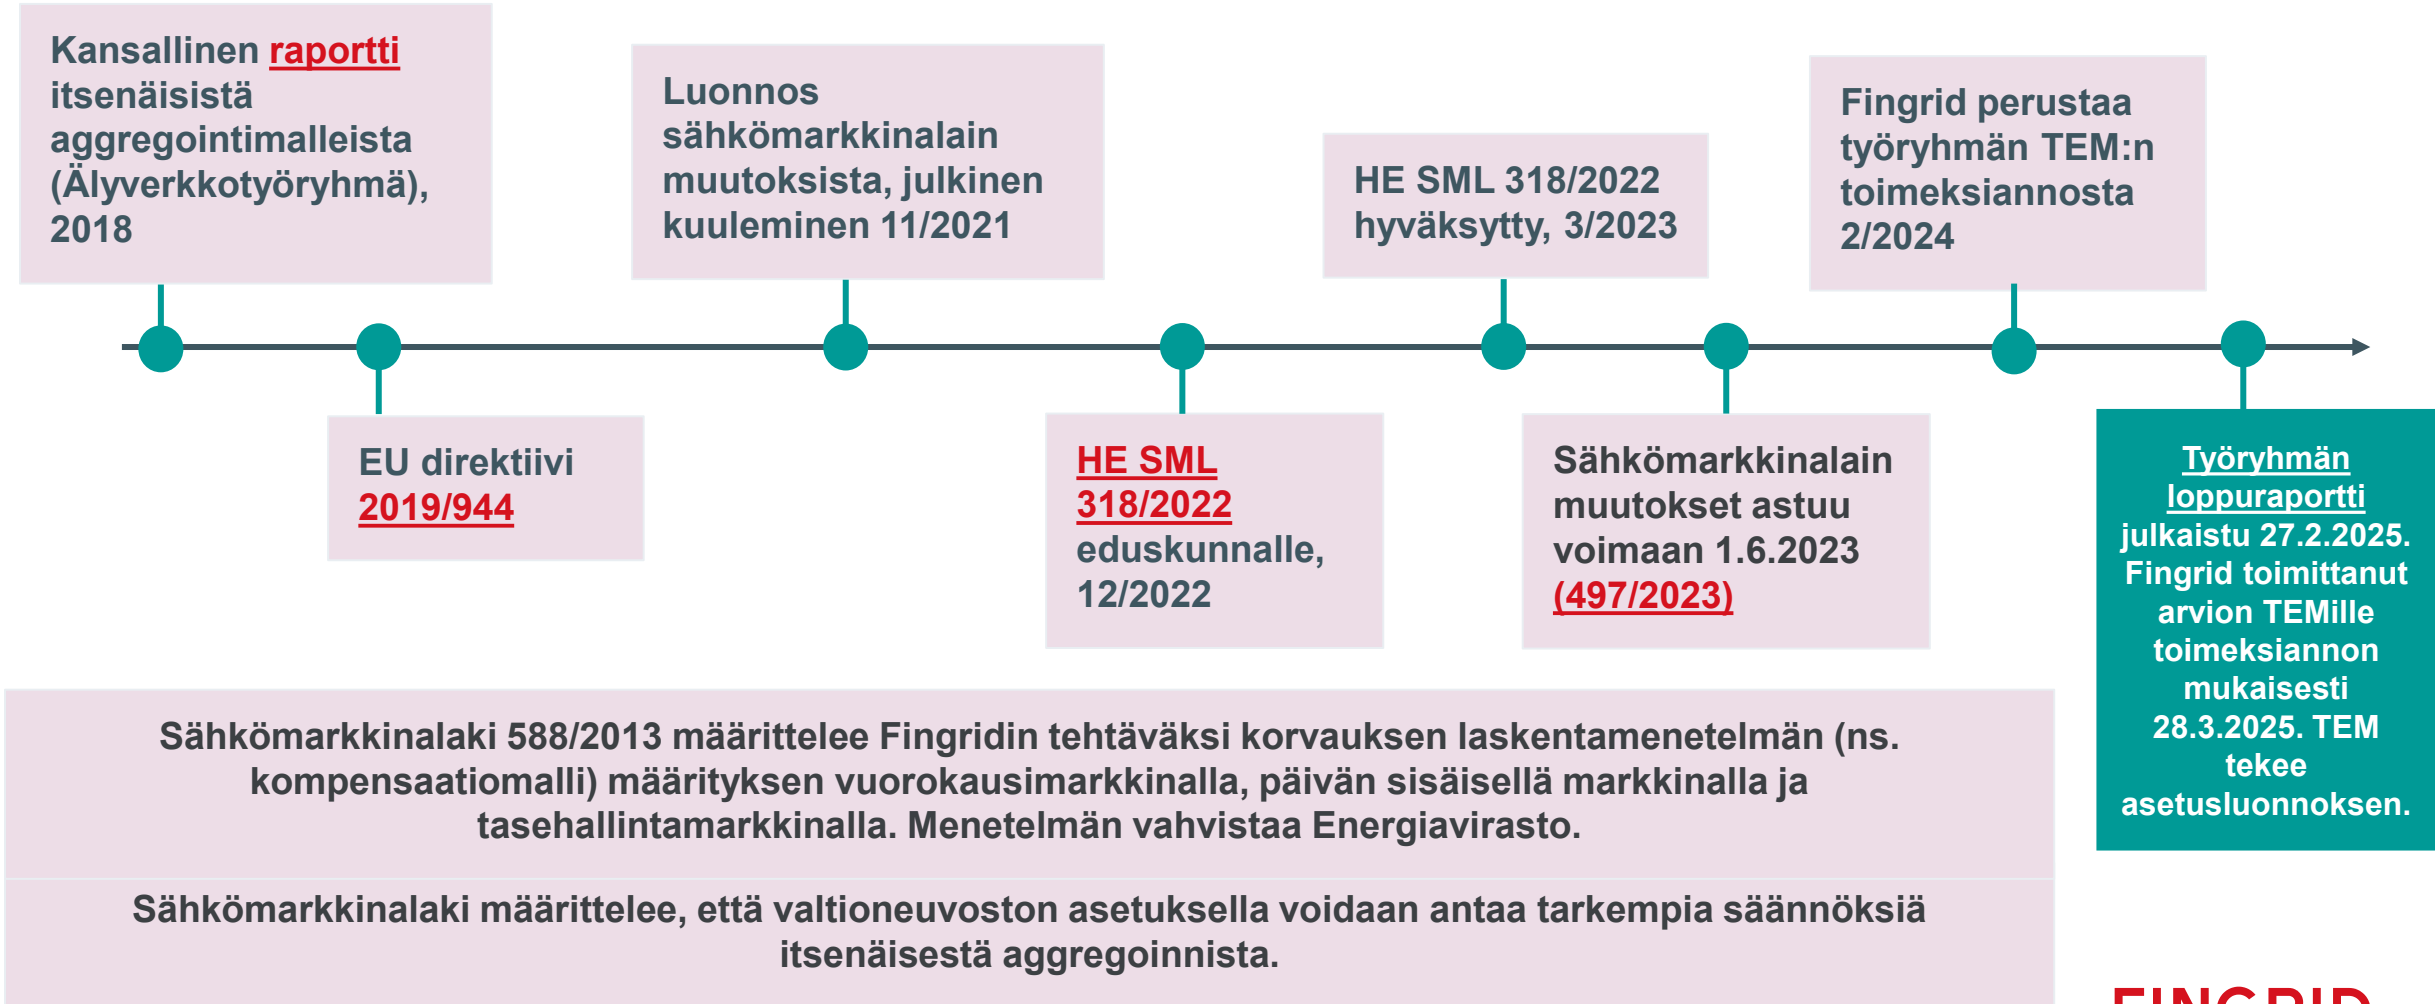 Kansallinen raportti
itsenäisistä
aggregointimalleista
(Älyverkkotyöryhmä),
2018
EU direktiivi
2019/944
Luonnos
sähkömarkkinalain
muutoksista, julkinen
kuuleminen 11/2021
HE SML
318/2022
eduskunnalle,
12/2022
HE SML 318/2022
hyväksytty, 3/2023
Sähkömarkkinalain
muutokset astuu
voimaan 1.6.2023
(497/2023)
Fingrid perustaa
työryhmän TEM:n
toimeksiannosta
2/2024
Työryhmän
loppuraportti
julkaistu 27.2.2025.
Fingrid toimittanut
arvion TEMille
toimeksiannon
mukaisesti
28.3.2025. TEM
tekee
asetusluonnoksen.
Sähkömarkkinalaki 588/2013 määrittelee Fingridin tehtäväksi korvauksen laskentamenetelmän (ns.
kompensaatiomalli) määrityksen vuorokausimarkkinalla, päivän sisäisellä markkinalla ja
tasehallintamarkkinalla. Menetelmän vahvistaa Energiavirasto.
Sähkömarkkinalaki määrittelee, että valtioneuvoston asetuksella voidaan antaa tarkempia säännöksiä
itsenäisestä aggregoinnista.
FINGRID